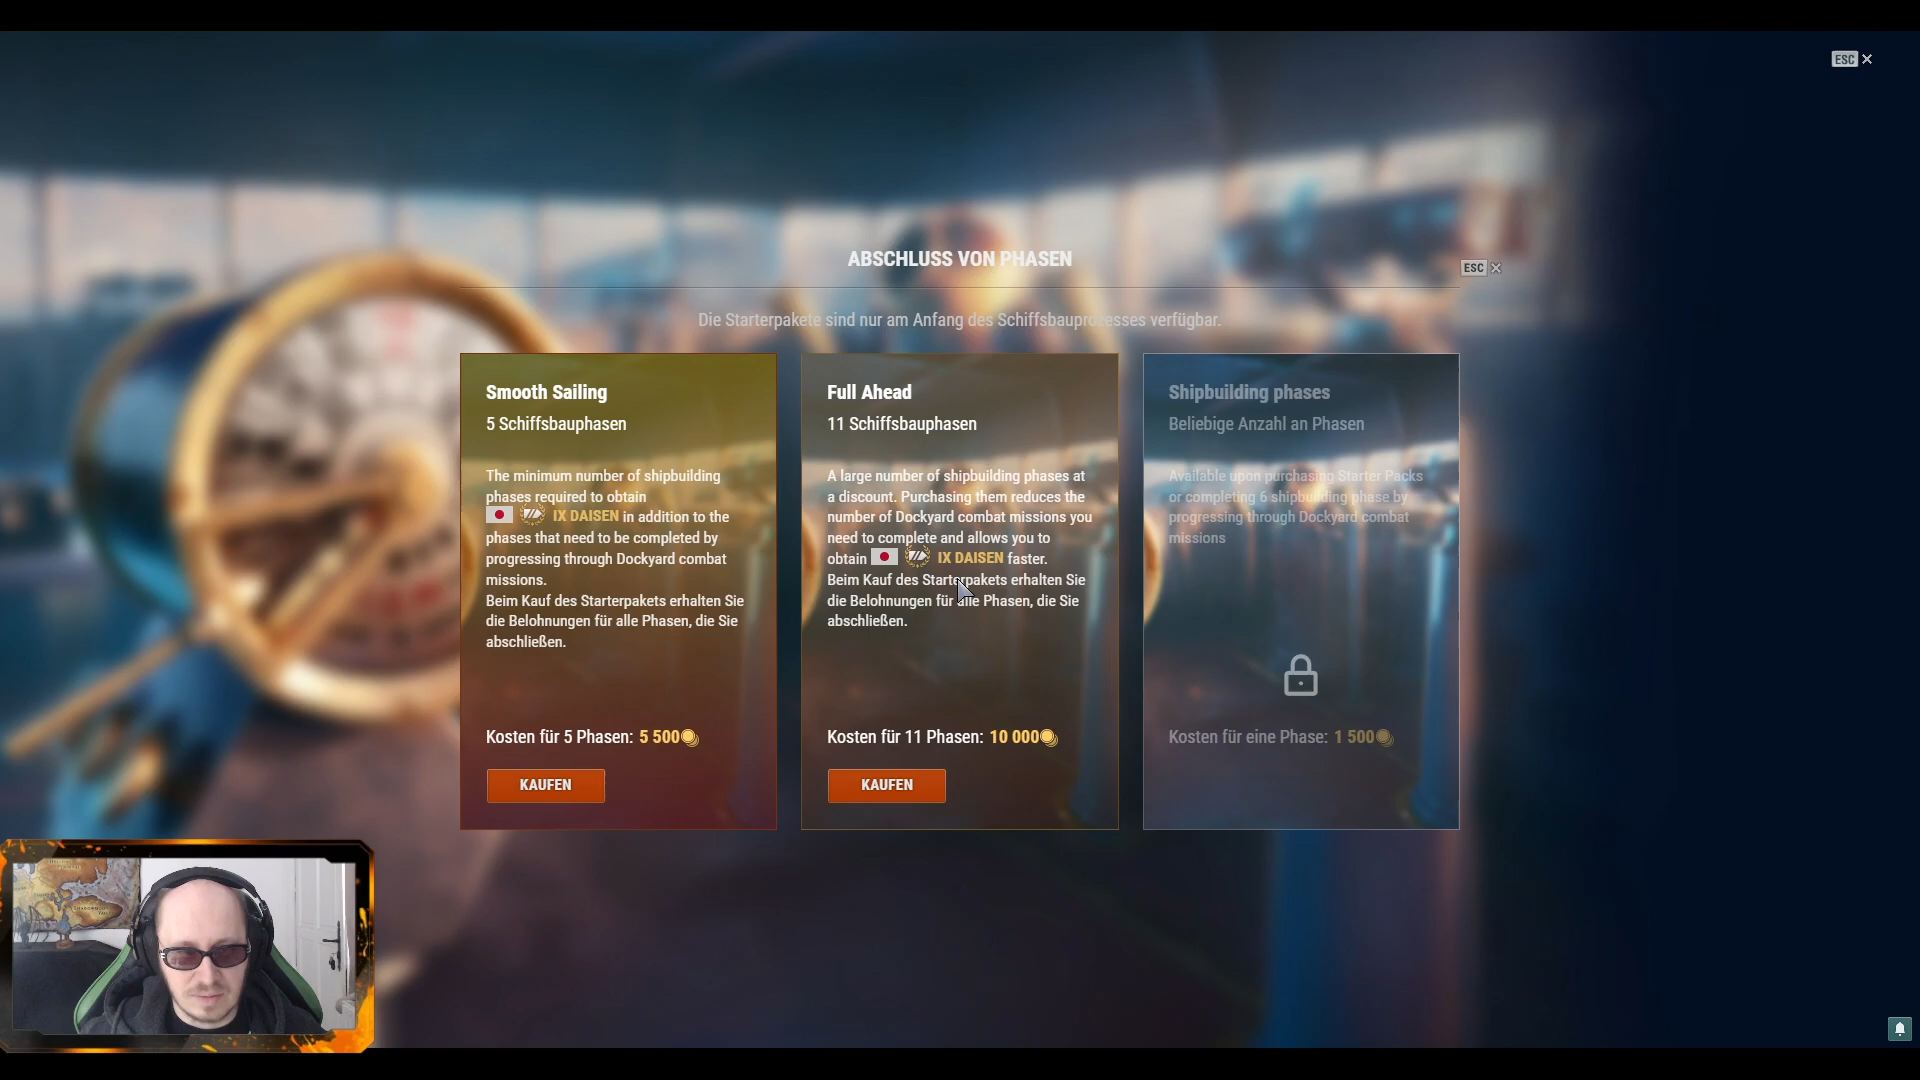 ESC
ABSCHLUSS VON PHASEN
ESC
Die Starterpakete sind nur am Anfang des Schiffsbauprozesses verfügbar.
Smooth Sailing
5 Schiffsbauphasen
The minimum number of shipbuilding
phases required to obtain
IX DAISEN in addition to the
phases that need to be completed by
progressing through Dockyard combat
missions.
Beim Kauf des Starterpakets erhalten Sie
die Belohnungen für alle Phasen, die Sie
abschließen.
Kosten für 5 Phasen: 5 500
KAUFEN
Full Ahead
11 Schiffsbauphasen
A large number of shipbuilding phases at
a discount. Purchasing them reduces the
number of Dockyard combat missions you
need to complete and allows you to
obtain IX DAISEN faster.
Beim Kauf des Starterpakets erhalten Sie
die Belohnungen für alle Phasen, die Sie
abschließen.
Kosten für 11 Phasen: 10 000
KAUFEN
Shipbuilding phases
Beliebige Anzahl an Phasen
Available upon purchasing Starter Packs
or completing 6 shipbuilding phase by
progressing through Dockyard combat
missions
Kosten für eine Phase: 1 500